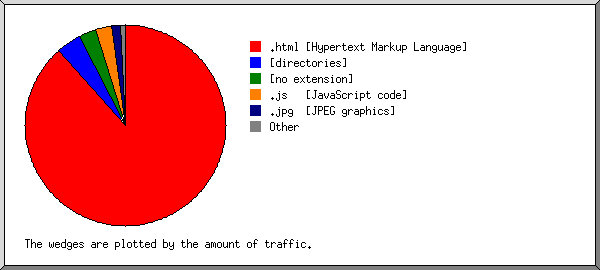 .html [Hypertext Markup Language]
[directories]
[no extension]
.js   [JavaScript code]
.jpg  [JPEG graphics]
Other
The wedges are plotted by the amount of traffic.